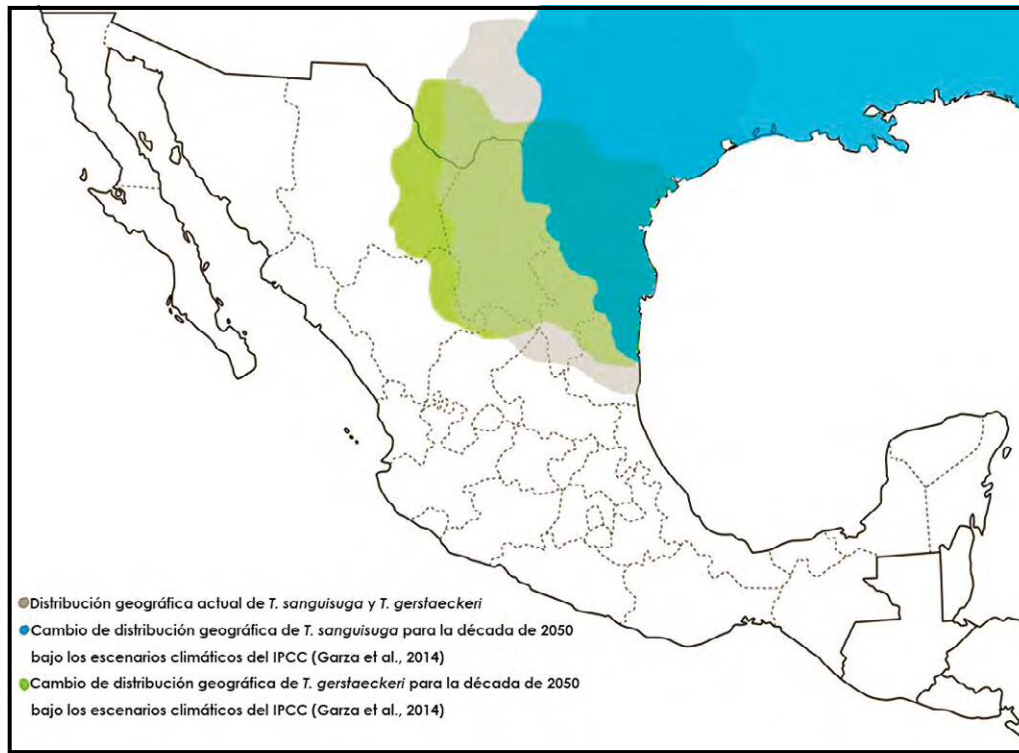 Distribución geográfica actual de T. sanguisuga y T. gerstaeckeri
Cambio de distribución geográfica de T. sanguisuga para la década de 2050
bajo los escenarios climáticos del IPCC (Garza et al., 2014)
Cambio de distribución geográfica de T. gerstaeckeri para la década de 2050
bajo los escenarios climáticos del IPCC (Garza et al., 2014)